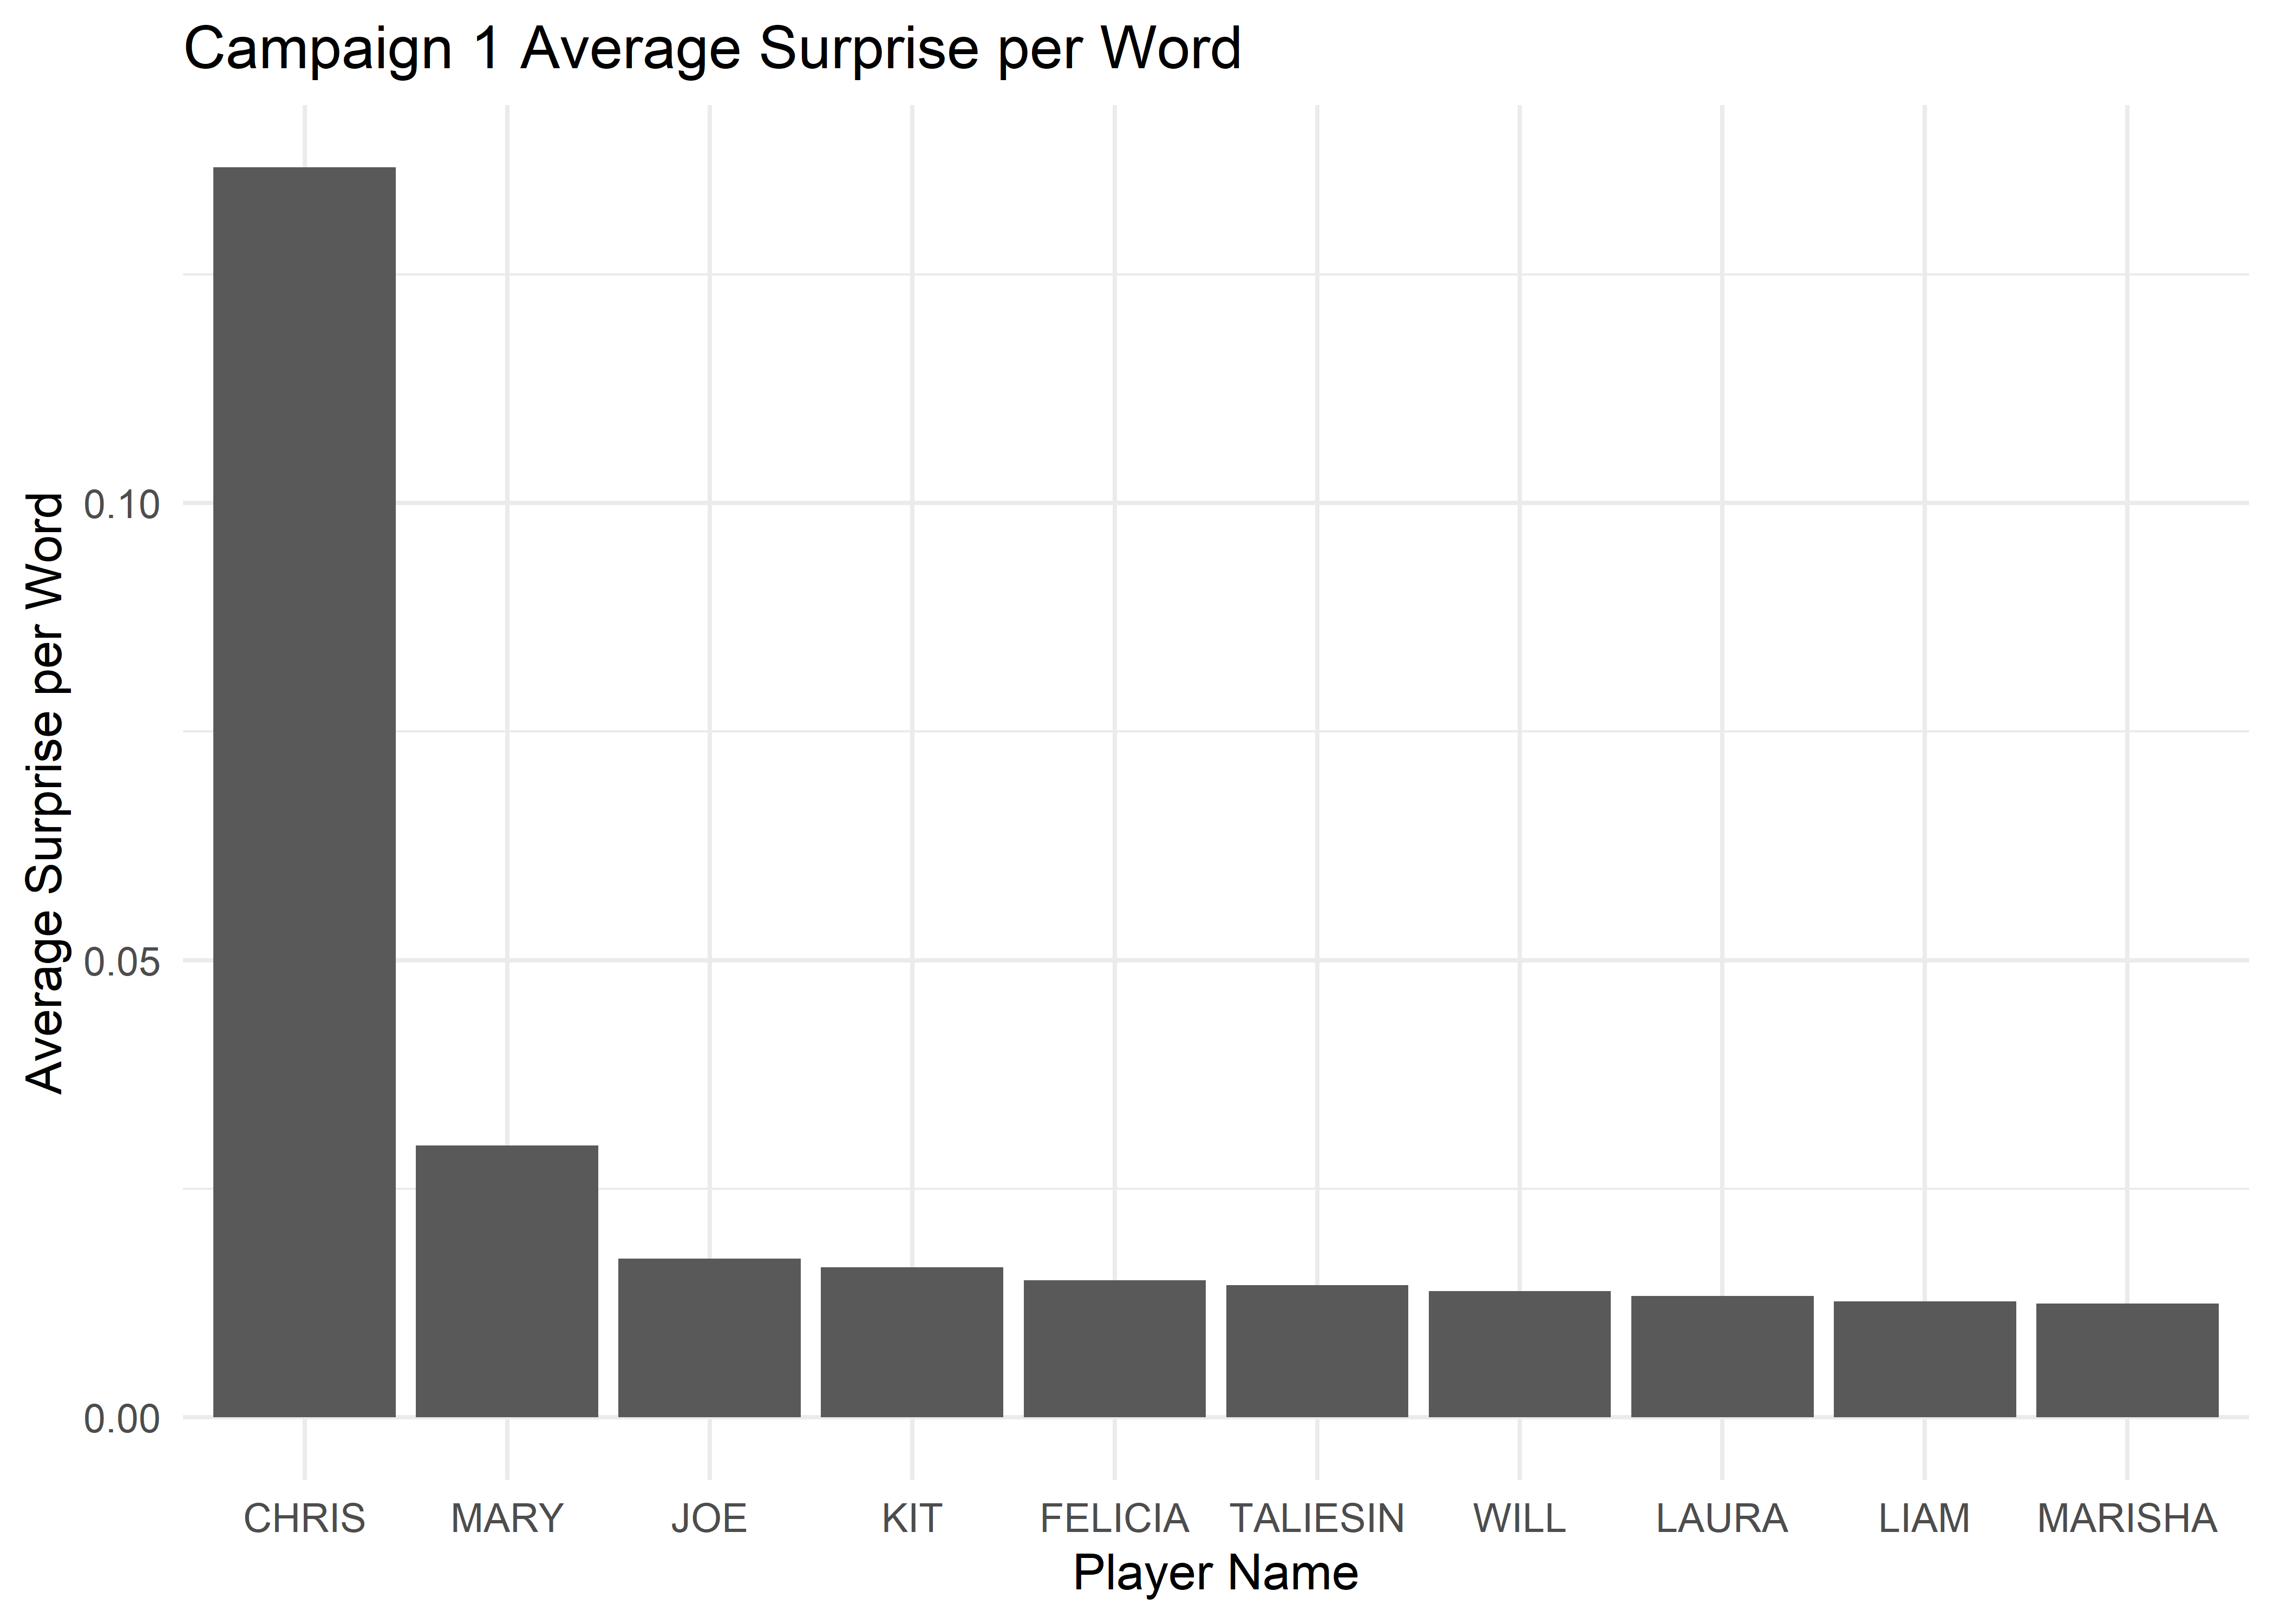 Campaign 1 Average Surprise per Word
Average Surprise per Word
0.10
0.05
0.00
CHRIS MARY JOE KIT FELICIA TALIESIN WILL LAURA LIAM MARISHA
Player Name